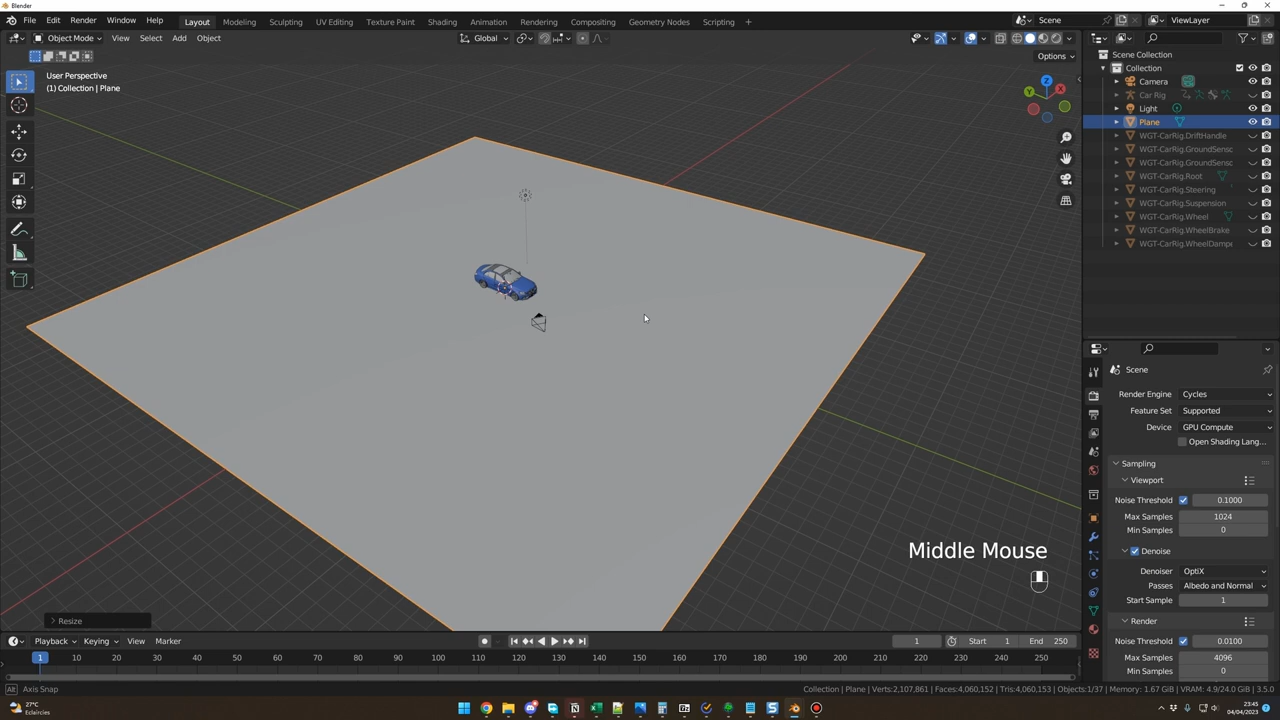 Blender
File Edit Render Window Help Layout Modeling Sculpting UV Editing Texture Paint Shading Animation Rendering Compositing Geometry Nodes Scripting + Scene ViewLayer
Object Mode View Select Add Object Global
Options
User Perspective
(1) Collection | Plane
Z
Y
X
Scene Collection
Collection
Camera
Car Rig
Light
Plane
WGT-CarRig.DriftHandle
WGT-CarRig.GroundSensc
WGT-CarRig.GroundSensc
WGT-CarRig.Root
WGT-CarRig.Steering
WGT-CarRig.Suspension
WGT-CarRig.Wheel
WGT-CarRig.WheelBrake
WGT-CarRig.WheelDampe
Scene
Render Engine Cycles
Feature Set Supported
Device GPU Compute
Open Shading Lang...
Sampling
Viewport
Noise Threshold 0.1000
Max Samples 1024
Min Samples 0
Denoise
Denoiser OptiX
Passes Albedo and Normal
Start Sample 1
Render
Noise Threshold 0.0100
Max Samples 4096
Min Samples 0
Middle Mouse
Resize
Playback Keying View Marker 1 Start 1 End 250
1 10 20 30 40 50 60 70 80 90 100 110 120 130 140 150 160 170 180 190 200 210 220 230 240 250
Alt Axis Snap
Collection | Plane | Verts:2,107,861 | Faces:4,060,152 | Tris:4,060,153 | Objects:1/37 | Memory: 1.67 GiB | VRAM: 4.9/24.0 GiB | 3.5.0
27°C
Eclaircies
23:45
04/04/2023